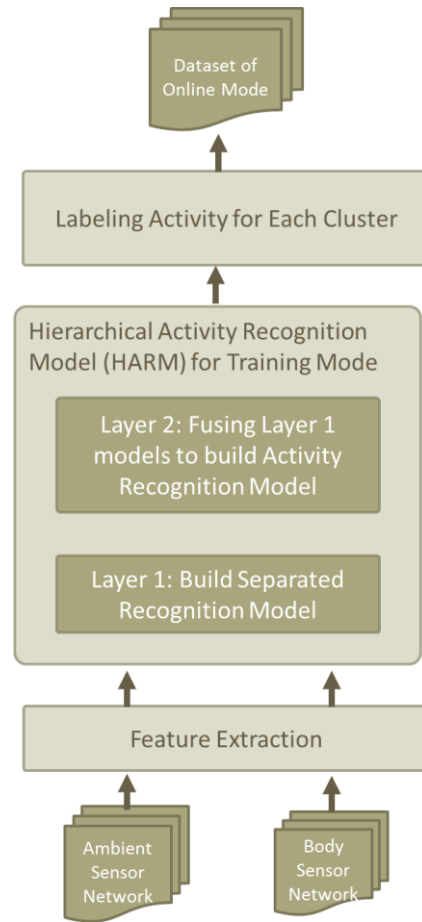 Dataset of
Online Mode
Labeling Activity for Each Cluster
Hierarchical Activity Recognition
Model (HARM) for Training Mode
Layer 2: Fusing Layer 1
models to build Activity
Recognition Model
Layer 1: Build Separated
Recognition Model
Feature Extraction
Ambient
Sensor
Network
Body
Sensor
Network